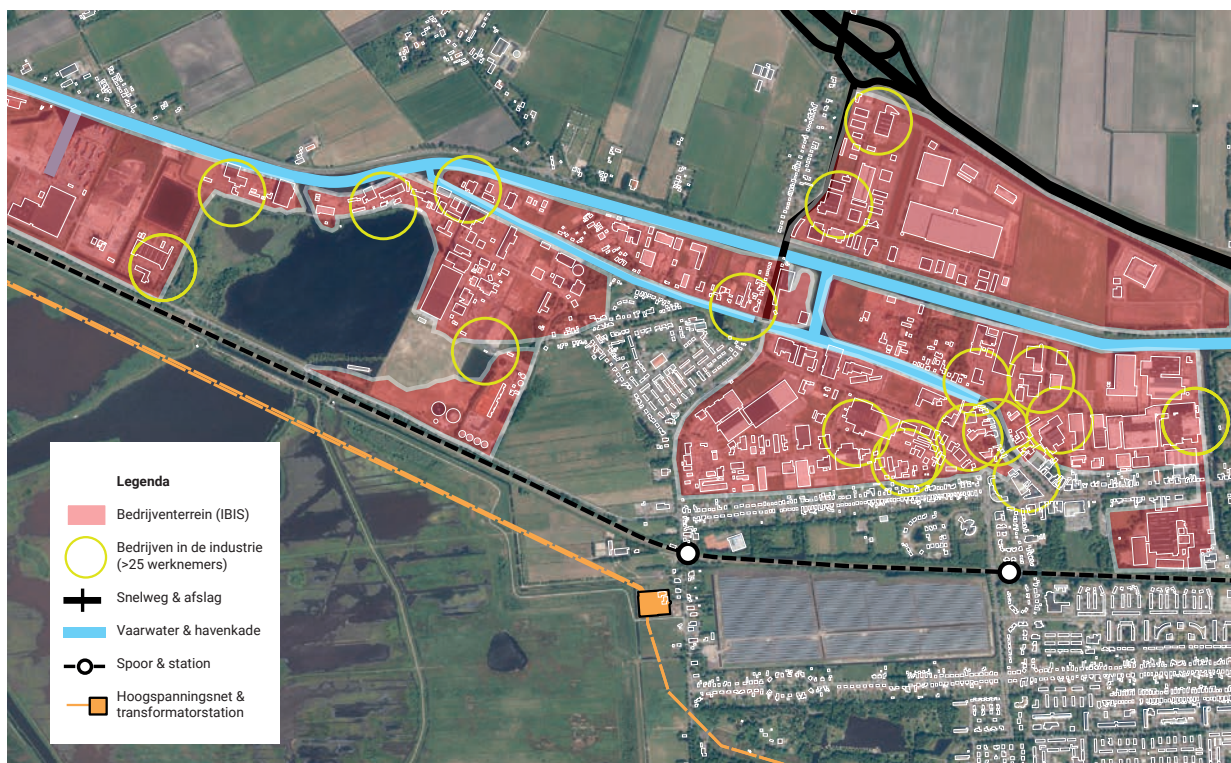 Legenda
Bedrijventerrein (IBIS)
Bedrijven in de industrie
(>25 werknemers)
Snelweg & afslag
Vaarwater & havenkade
Spoor & station
Hoogspanningsnet &
transformatorstation